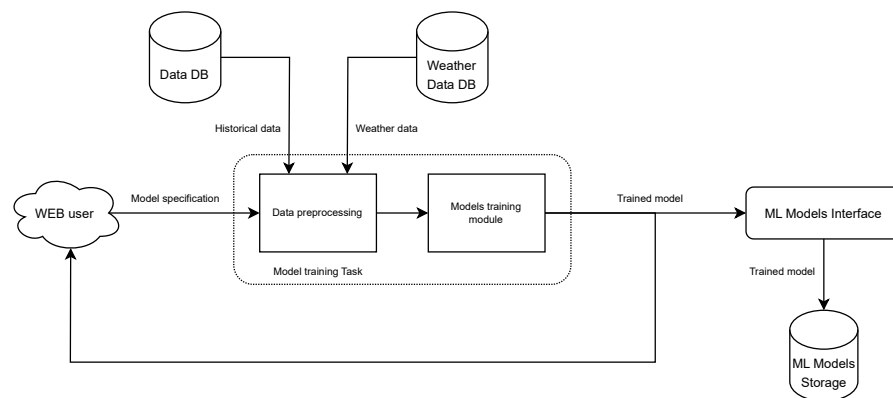 Data DB
Weather
Data DB
Historical data
Weather data
WEB user
Model specification
Data preprocessing
Models training
module
Trained model
ML Models Interface
Model training Task
Trained model
ML Models
Storage